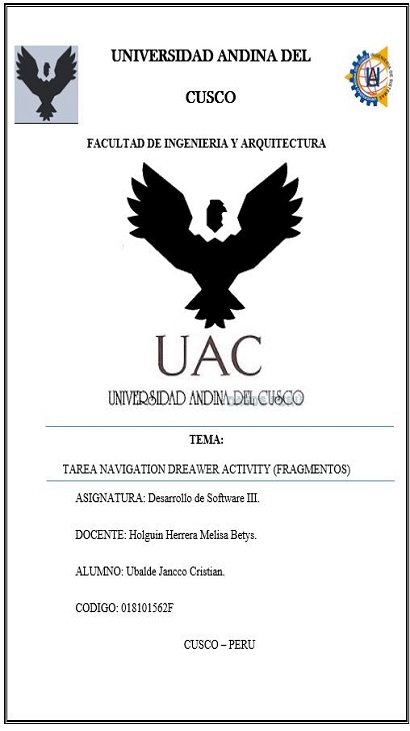 UNIVERSIDAD ANDINA DEL
CUSCO
FACULTAD DE INGENIERIA Y ARQUITECTURA
UAC
UNIVERSIDAD ANDINA DEL CUSCO
TEMA:
TAREA NAVIGATION DREAWER ACTIVITY (FRAGMENTOS)
ASIGNATURA: Desarrollo de Software III.
DOCENTE: Holguin Herrera Melisa Betys.
ALUMNO: Ubalde Jancco Cristian.
CODIGO: 018101562F
CUSCO – PERU